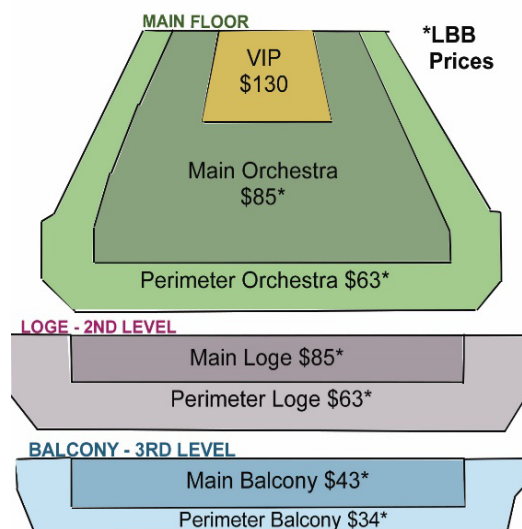 MAIN FLOOR
*LBB
Prices
VIP
$130
Main Orchestra
$85*
Perimeter Orchestra $63*
LOGE - 2ND LEVEL
Main Loge $85*
Perimeter Loge $63*
BALCONY - 3RD LEVEL
Main Balcony $43*
Perimeter Balcony $34*